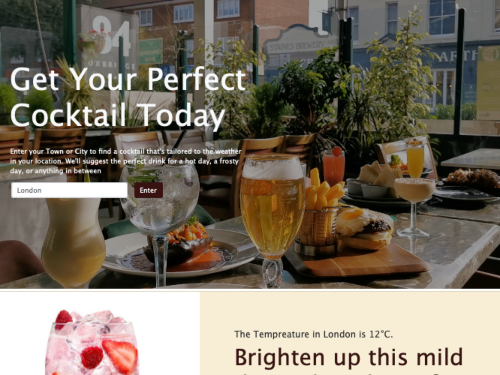 94
Get Your Perfect
Cocktail Today
Enter your Town or City to find a cocktail that's tailored to the weather
in your location. We'll suggest the perfect drink for a hot day, a frosty
day, or anything in between
London
Enter
The Tempreature in London is 12°C.
Brighten up this mild